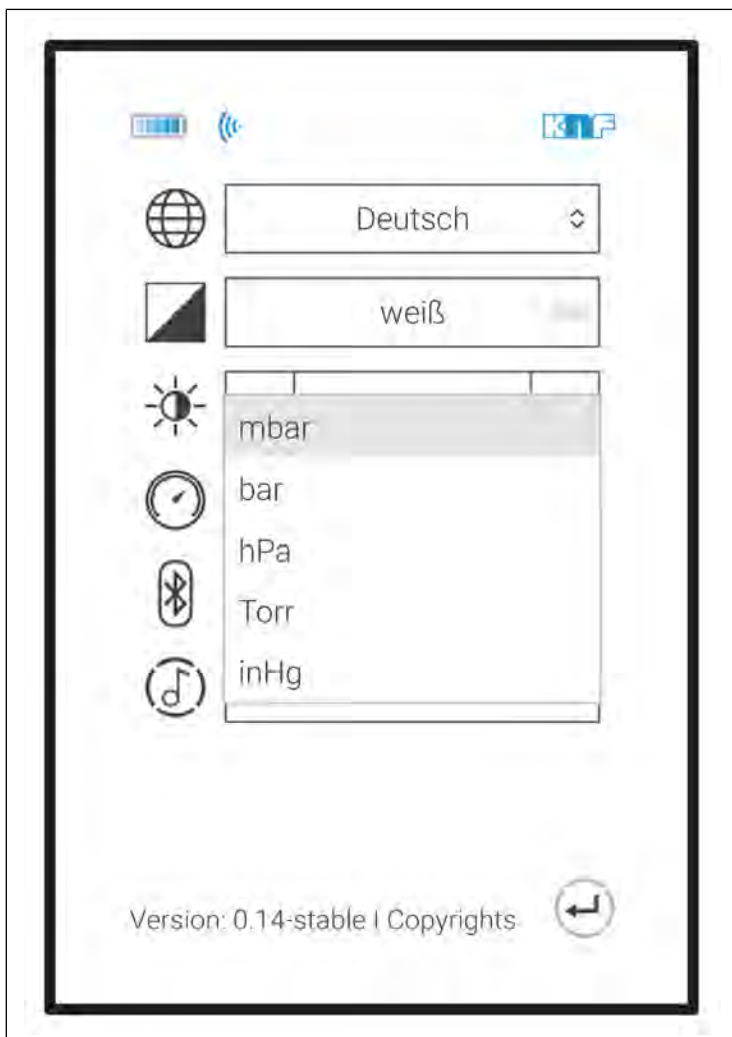 KNF
Deutsch
weiß
mbar
bar
hPa
Torr
inHg
Version: 0.14-stable | Copyrights